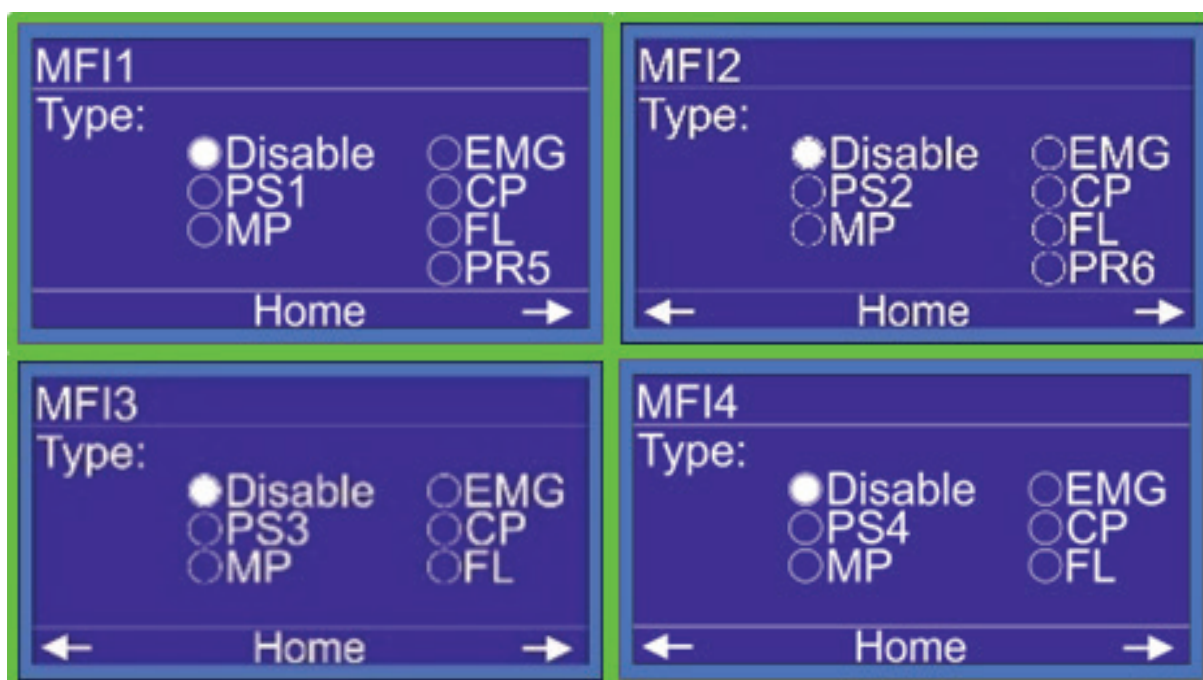 MFI1
Type:
Disable EMG
PS1 CP
MP FL
PR5
Home →
MFI2
Type:
Disable EMG
PS2 CP
MP FL
PR6
← Home →
MFI3
Type:
Disable EMG
PS3 CP
MP FL
← Home →
MFI4
Type:
Disable EMG
PS4 CP
MP FL
← Home →